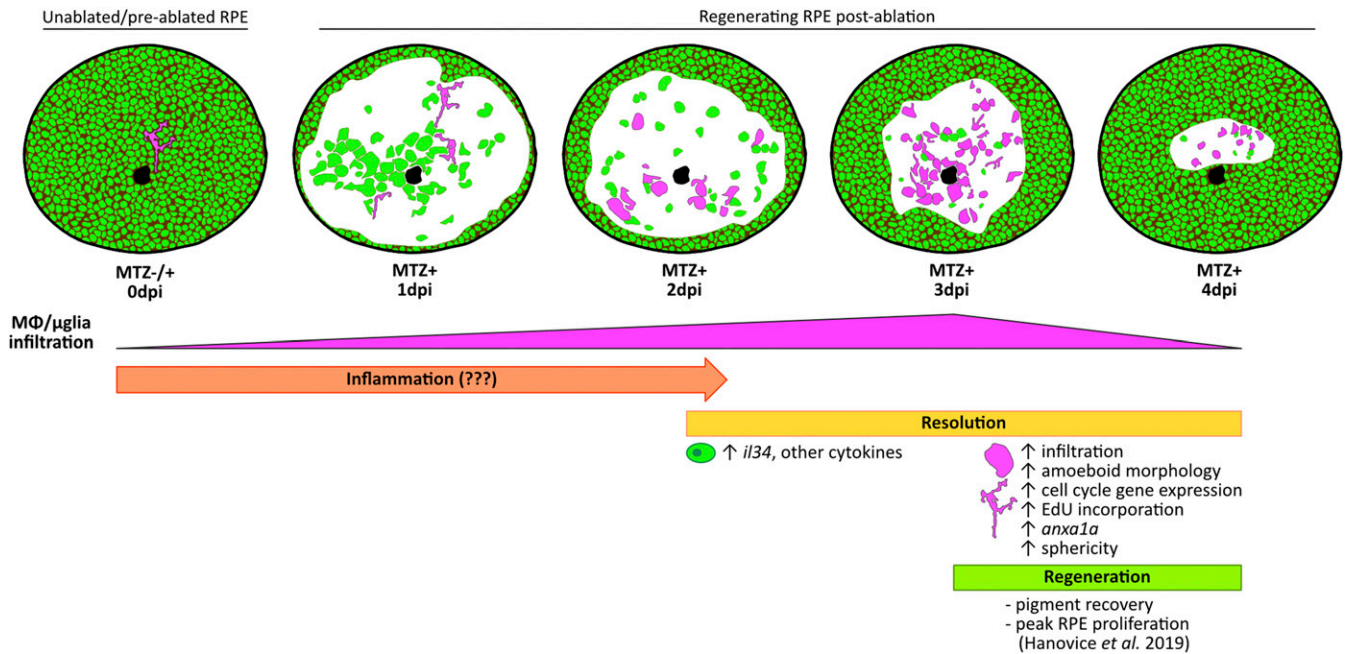 Unablated/pre-ablated RPE
Regenerating RPE post-ablation
MTZ-/+
0dpi
MTZ+
1dpi
MTZ+
2dpi
MTZ+
3dpi
MTZ+
4dpi
MΦ/µglia
infiltration
Inflammation (???)
Resolution
↑ il34, other cytokines
↑ infiltration
↑ amoeboid morphology
↑ cell cycle gene expression
↑ EdU incorporation
↑ anxa1a
↑ sphericity
Regeneration
- pigment recovery
- peak RPE proliferation
(Hanovice et al. 2019)